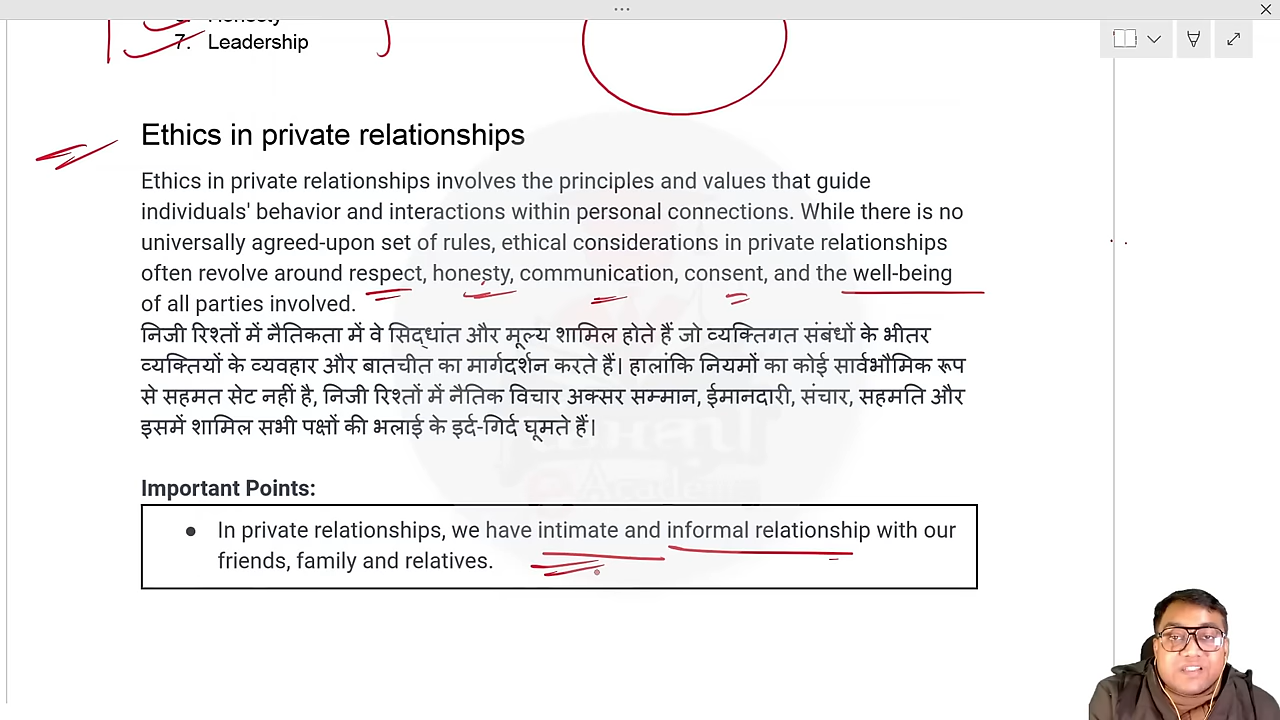 Honesty
7. Leadership
Ethics in private relationships
Ethics in private relationships involves the principles and values that guide
individuals' behavior and interactions within personal connections. While there is no
universally agreed-upon set of rules, ethical considerations in private relationships
often revolve around respect, honesty, communication, consent, and the well-being
of all parties involved.
निजी रिश्तों में नैतिकता में वे सिद्धांत और मूल्य शामिल होते हैं जो व्यक्तिगत संबंधों के भीतर
व्यक्तियों के व्यवहार और बातचीत का मार्गदर्शन करते हैं। हालांकि नियमों का कोई सार्वभौमिक रूप
से सहमत सेट नहीं है, निजी रिश्तों में नैतिक विचार अक्सर सम्मान, ईमानदारी, संचार, सहमति और
इसमें शामिल सभी पक्षों की भलाई के इर्द-गिर्द घूमते हैं।
Important Points:
● In private relationships, we have intimate and informal relationship with our
friends, family and relatives.